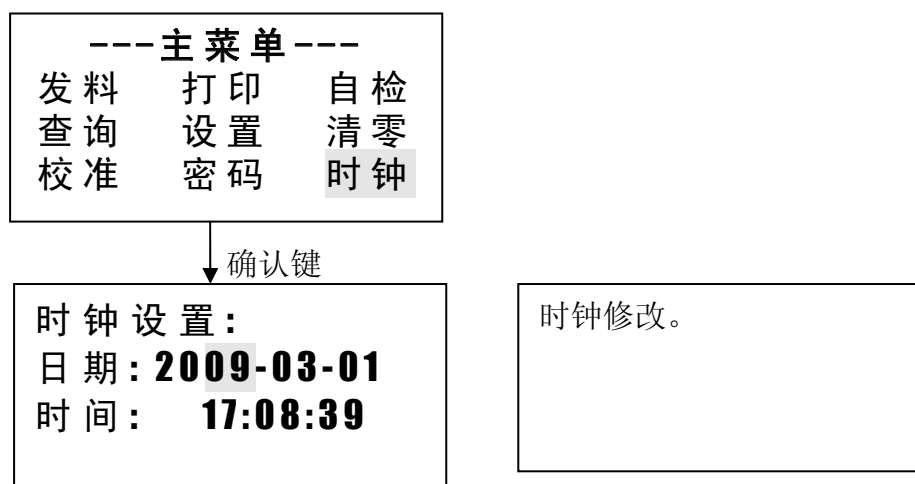 ---主菜单---
发料 打印 自检
查询 设置 清零
校准 密码 时钟
确认键
时钟设置:
日期:2009-03-01
时间: 17:08:39
时钟修改。